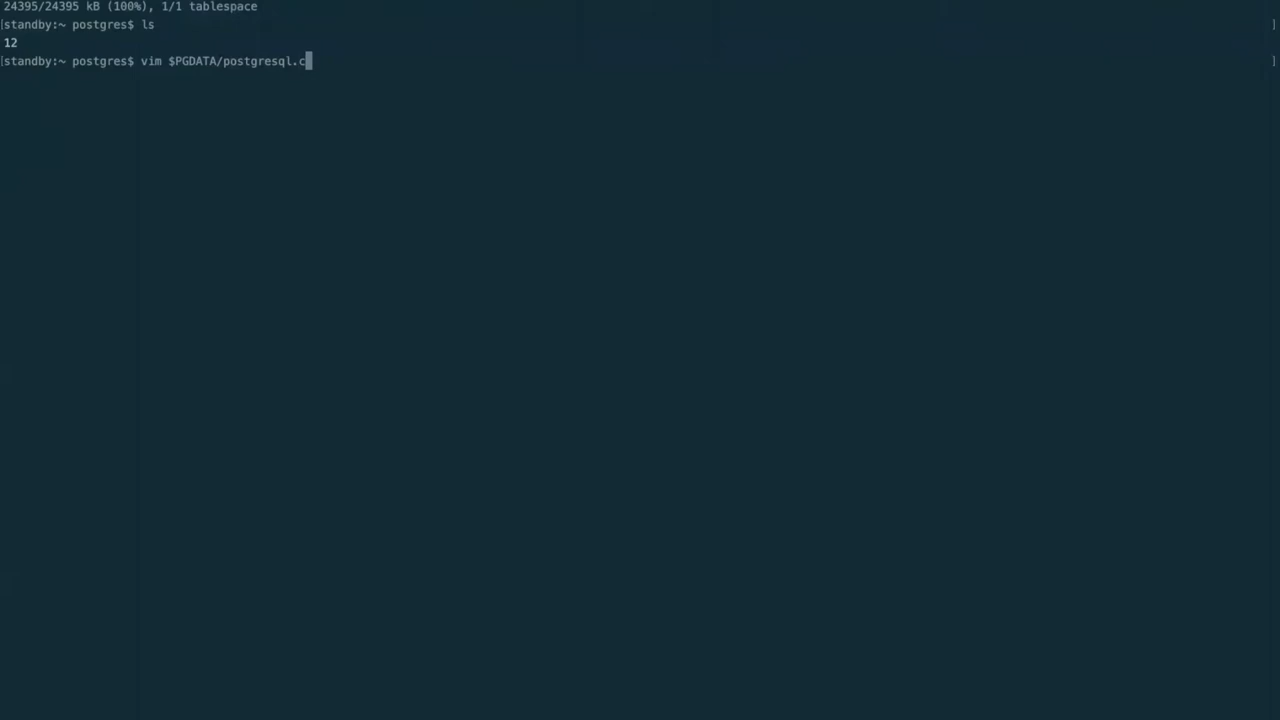 24395/24395 kB (100%), 1/1 tablespace
[standby:~ postgres$ ls ]
12
[standby:~ postgres$ vim $PGDATA/postgresql.c ]